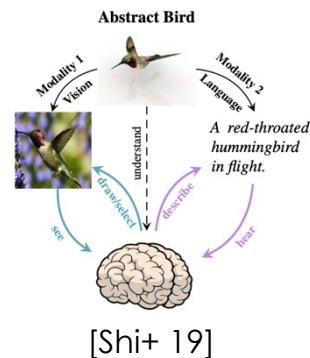 Abstract Bird
Modality 1
Vision
Modality 2
Language
A red-throated
hummingbird
in flight.
understand
draw/select
describe
see
hear
[Shi+ 19]